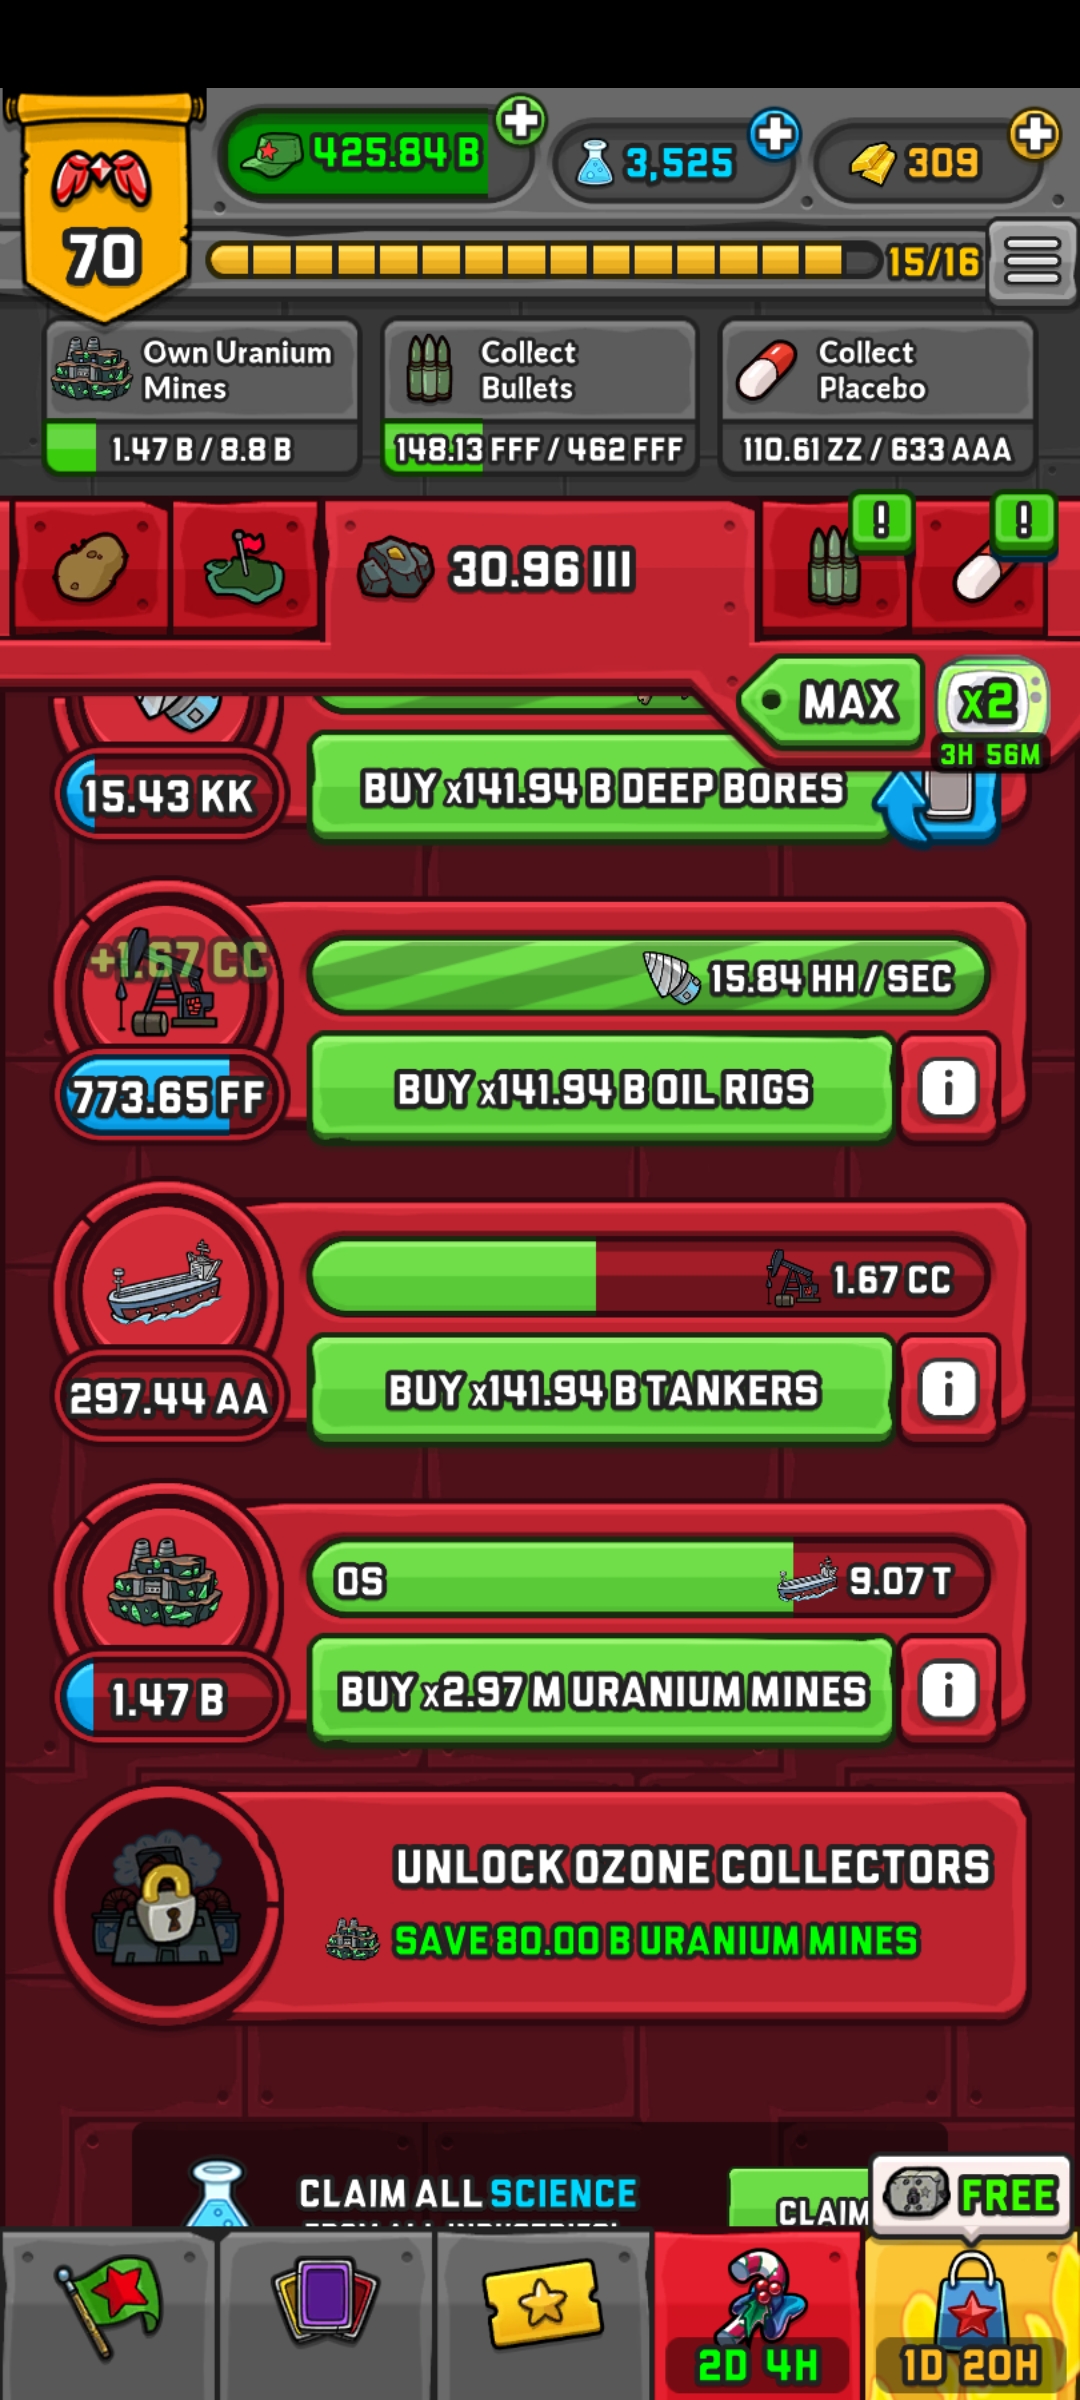 70
425.84 B
3,525
309
15/16
Own Uranium
Mines
1.47 B / 8.8 B
Collect
Bullets
148.13 FFF / 462 FFF
Collect
Placebo
110.61 ZZ / 633 AAA
30.96 III
!
!
MAX
x2
3H 56M
15.43 KK
BUY x141.94 B DEEP BORES
+1.67 CC
15.84 HH / SEC
773.65 FF
BUY x141.94 B OIL RIGS
i
1.67 CC
297.44 AA
BUY x141.94 B TANKERS
i
0S
9.07 T
1.47 B
BUY x2.97 M URANIUM MINES
i
UNLOCK OZONE COLLECTORS
SAVE 80.00 B URANIUM MINES
CLAIM ALL SCIENCE
CLAIM
FREE
2D 4H
1D 20H